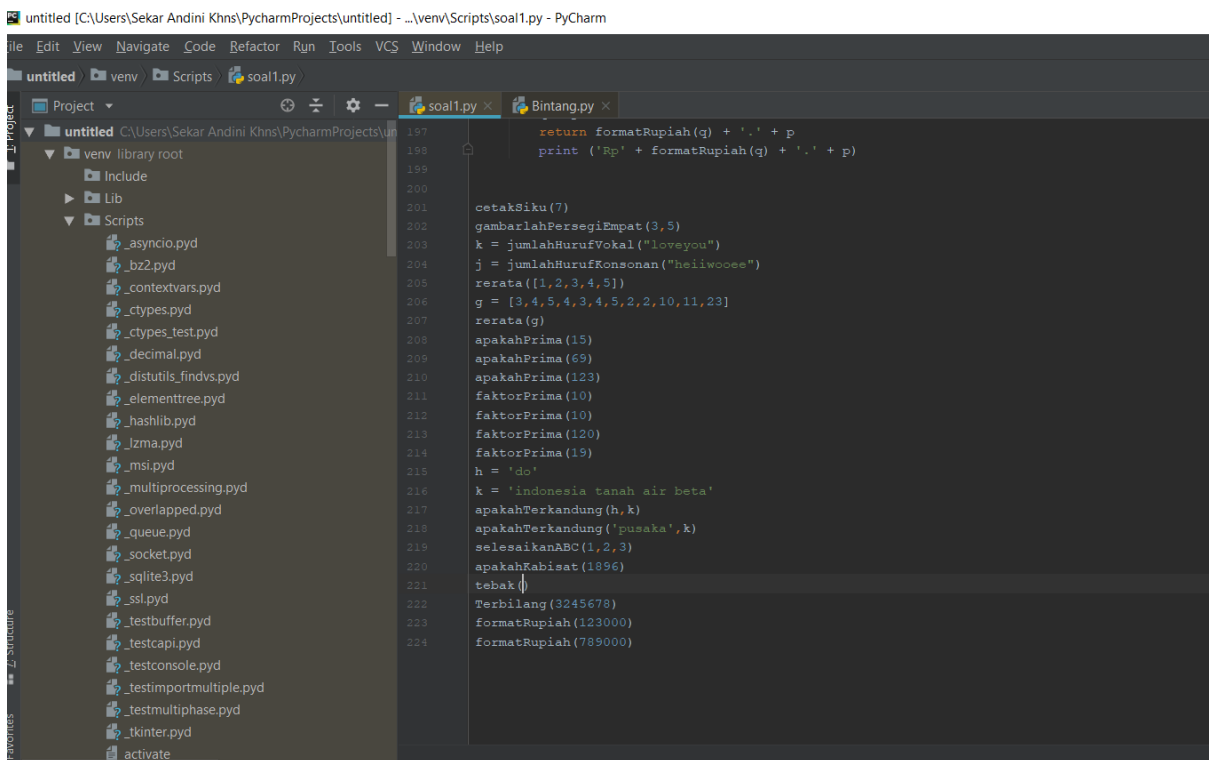 untitled [C:\Users\Sekar Andini Khns\PycharmProjects\untitled] - ...\venv\Scripts\soal1.py - PyCharm
ile Edit View Navigate Code Refactor Run Tools VCS Window Help
untitled venv Scripts soal1.py
1: Project
Project
untitled C:\Users\Sekar Andini Khns\PycharmProjects\un
venv library root
Include
Lib
Scripts
_asyncio.pyd
_bz2.pyd
_contextvars.pyd
_ctypes.pyd
_ctypes_test.pyd
_decimal.pyd
_distutils_findvs.pyd
_elementtree.pyd
_hashlib.pyd
_lzma.pyd
_msi.pyd
_multiprocessing.pyd
_overlapped.pyd
_queue.pyd
_socket.pyd
_sqlite3.pyd
_ssl.pyd
_testbuffer.pyd
_testcapi.pyd
_testconsole.pyd
_testimportmultiple.pyd
_testmultiphase.pyd
_tkinter.pyd
activate
7: Structure
Favorites
soal1.py Bintang.py
197 return formatRupiah(q) + '.' + p
198 print ('Rp' + formatRupiah(q) + '.' + p)
199
200
201 cetakSiku(7)
202 gambarlahPersegiEmpat(3,5)
203 k = jumlahHurufVokal("loveyou")
204 j = jumlahHurufKonsonan("heiiwooee")
205 rerata([1,2,3,4,5])
206 g = [3,4,5,4,3,4,5,2,2,10,11,23]
207 rerata(g)
208 apakahPrima(15)
209 apakahPrima(69)
210 apakahPrima(123)
211 faktorPrima(10)
212 faktorPrima(10)
213 faktorPrima(120)
214 faktorPrima(19)
215 h = 'do'
216 k = 'indonesia tanah air beta'
217 apakahTerkandung(h,k)
218 apakahTerkandung('pusaka',k)
219 selesaikanABC(1,2,3)
220 apakahKabisat(1896)
221 tebak()
222 Terbilang(3245678)
223 formatRupiah(123000)
224 formatRupiah(789000)